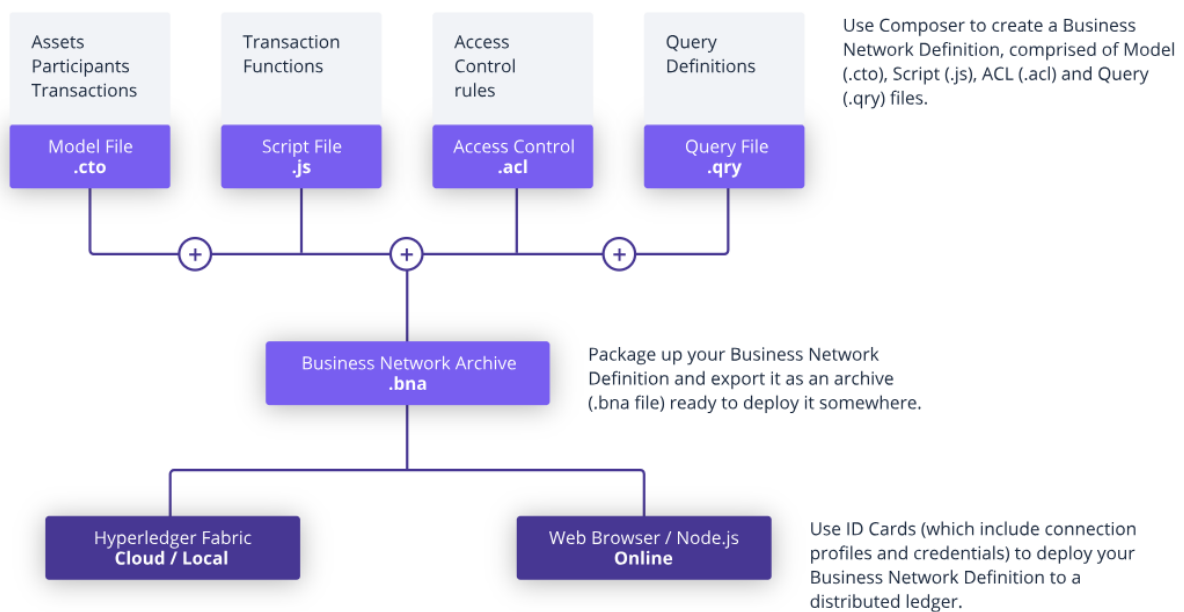 Assets
Participants
Transactions
Transaction
Functions
Access
Control
rules
Query
Definitions
Use Composer to create a Business
Network Definition, comprised of Model
(.cto), Script (.js), ACL (.acl) and Query
(.qry) files.
Model File
.cto
Script File
.js
Access Control
.acl
Query File
.qry
+
+
+
Business Network Archive
.bna
Package up your Business Network
Definition and export it as an archive
(.bna file) ready to deploy it somewhere.
Hyperledger Fabric
Cloud / Local
Web Browser / Node.js
Online
Use ID Cards (which include connection
profiles and credentials) to deploy your
Business Network Definition to a
distributed ledger.